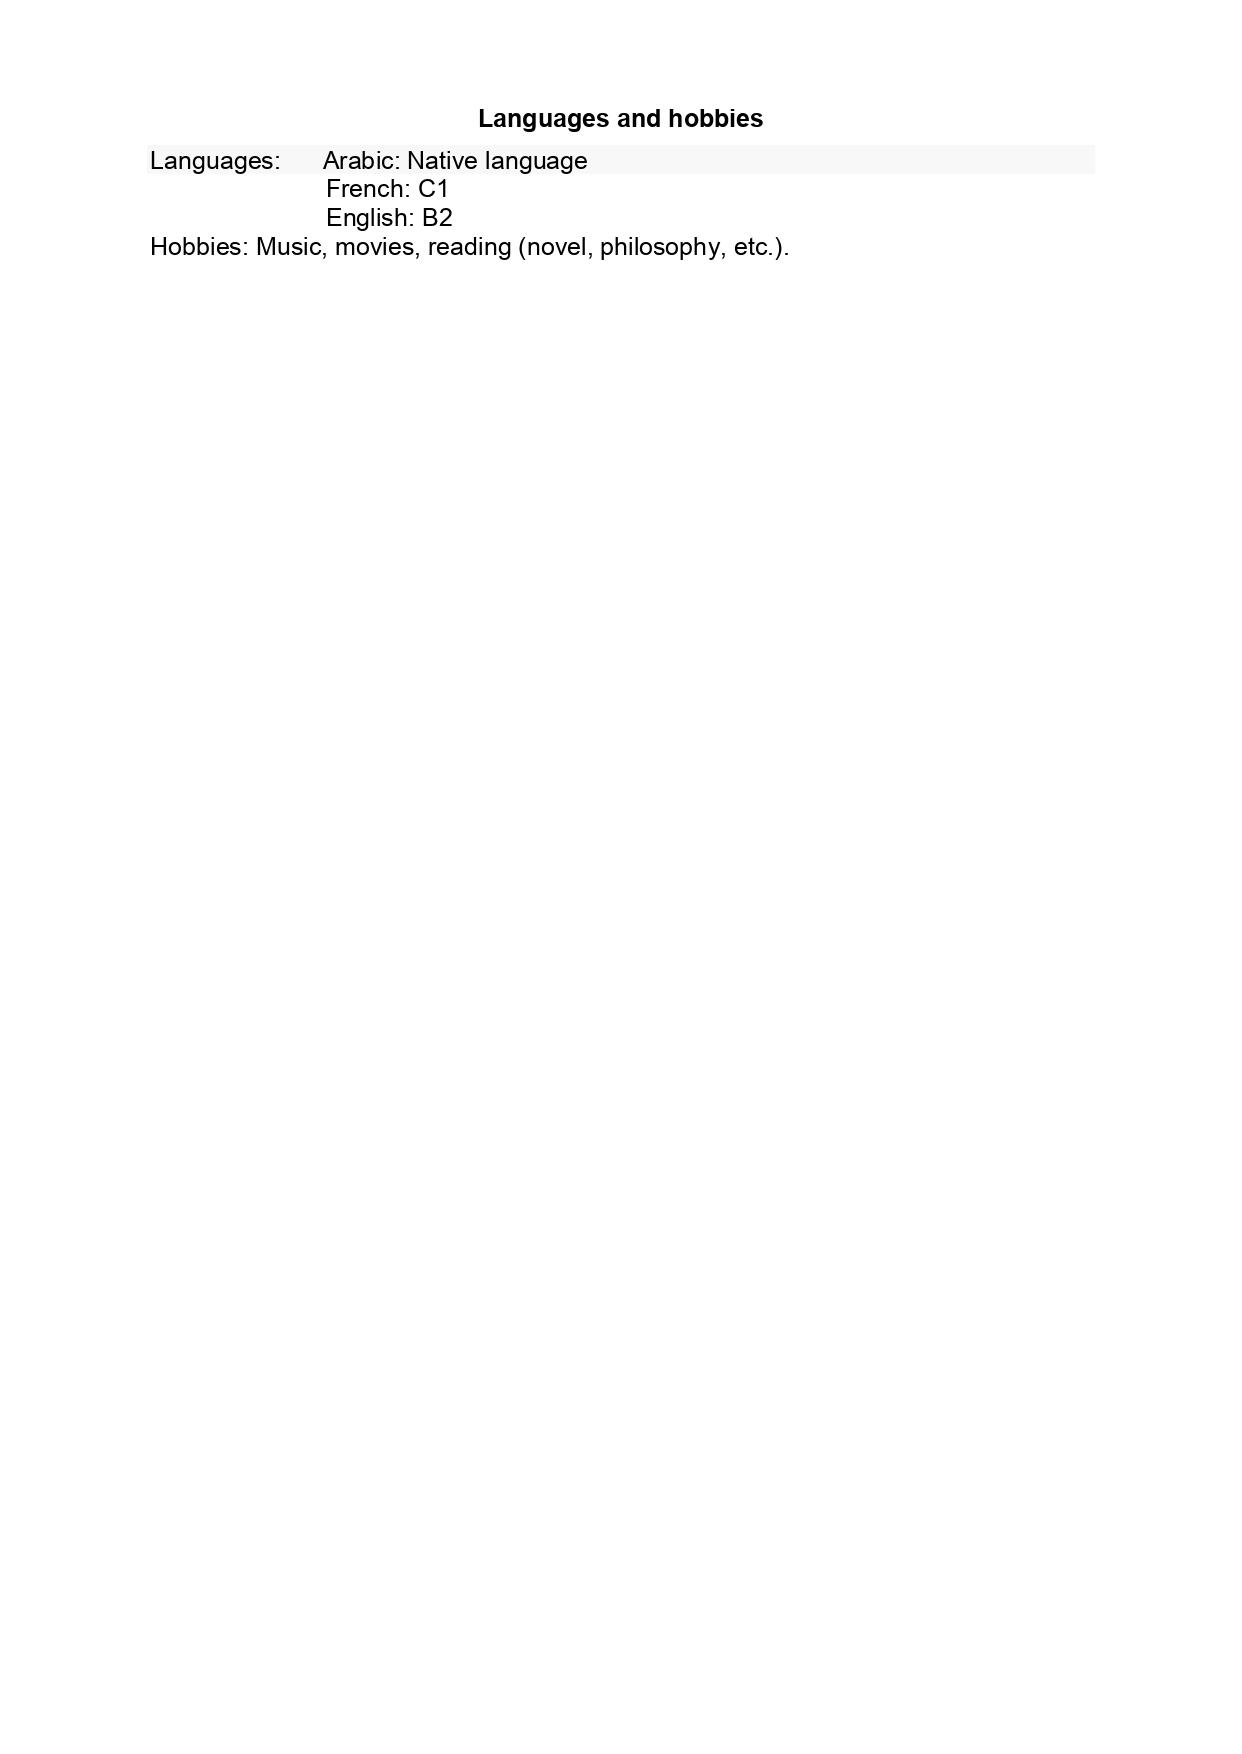 Languages and hobbies
Languages: Arabic: Native language
French: C1
English: B2
Hobbies: Music, movies, reading (novel, philosophy, etc.).